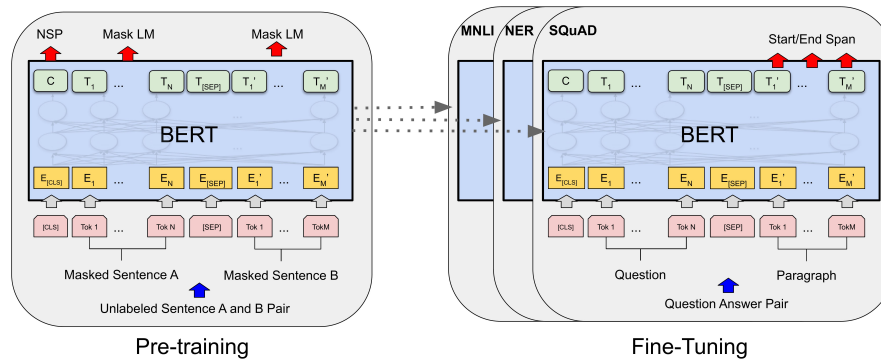 NSP Mask LM Mask LM
C T1 ... TN T[SEP] T1' ... TM'
...
...
BERT
E[CLS] E1 ... EN E[SEP] E1' ... EM'
[CLS] Tok 1 ... Tok N [SEP] Tok 1 ... TokM
Masked Sentence A Masked Sentence B
Unlabeled Sentence A and B Pair
Pre-training
MNLI NER SQuAD
Start/End Span
C T1 ... TN T[SEP] T1' ... TM'
...
...
BERT
E[CLS] E1 ... EN E[SEP] E1' ... EM'
[CLS] Tok 1 ... Tok N [SEP] Tok 1 ... TokM
Question Paragraph
Question Answer Pair
Fine-Tuning